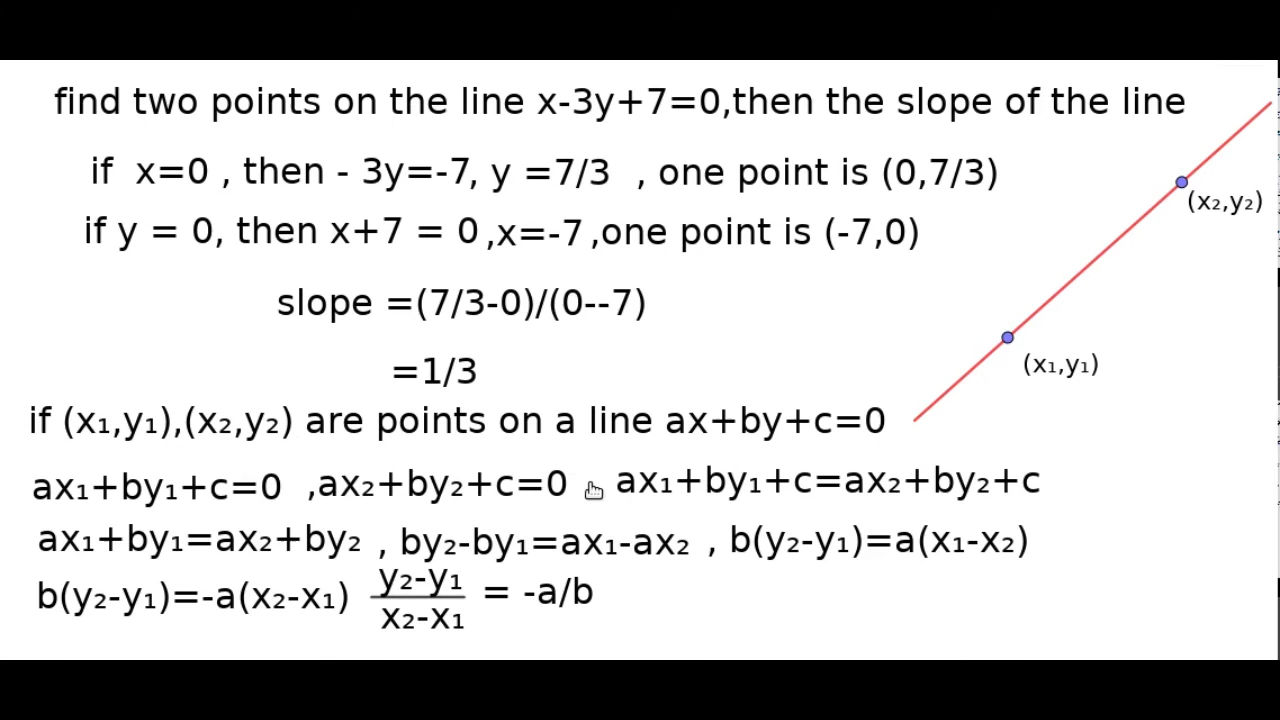 find two points on the line x-3y+7=0,then the slope of the line
if x=0 , then - 3y=-7, y =7/3 , one point is (0,7/3)
(x₂,y₂)
if y = 0, then x+7 = 0 ,x=-7 ,one point is (-7,0)
slope =(7/3-0)/(0--7)
=1/3
(x₁,y₁)
if (x₁,y₁),(x₂,y₂) are points on a line ax+by+c=0
ax₁+by₁+c=0 ,ax₂+by₂+c=0 ax₁+by₁+c=ax₂+by₂+c
ax₁+by₁=ax₂+by₂ , by₂-by₁=ax₁-ax₂ , b(y₂-y₁)=a(x₁-x₂)
b(y₂-y₁)=-a(x₂-x₁) y₂-y₁ = -a/b
x₂-x₁